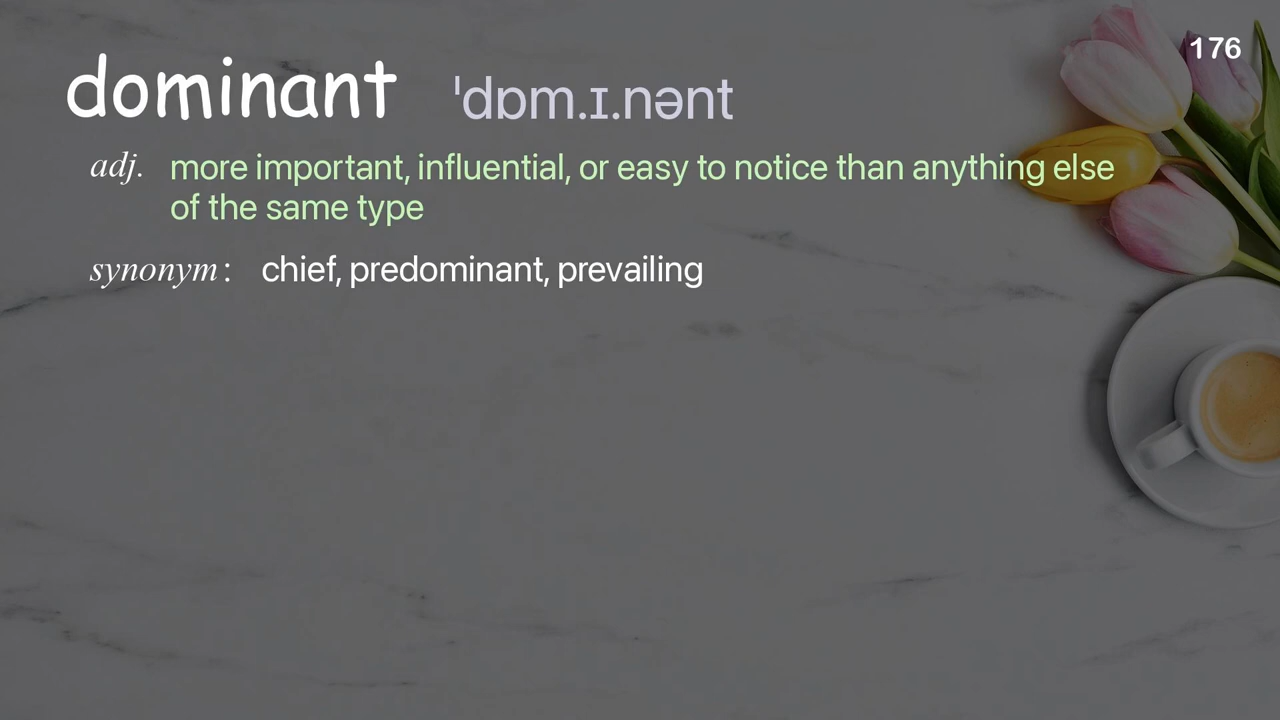 176
dominant ˈdɒm.ɪ.nənt
adj. more important, influential, or easy to notice than anything else
of the same type
synonym: chief, predominant, prevailing